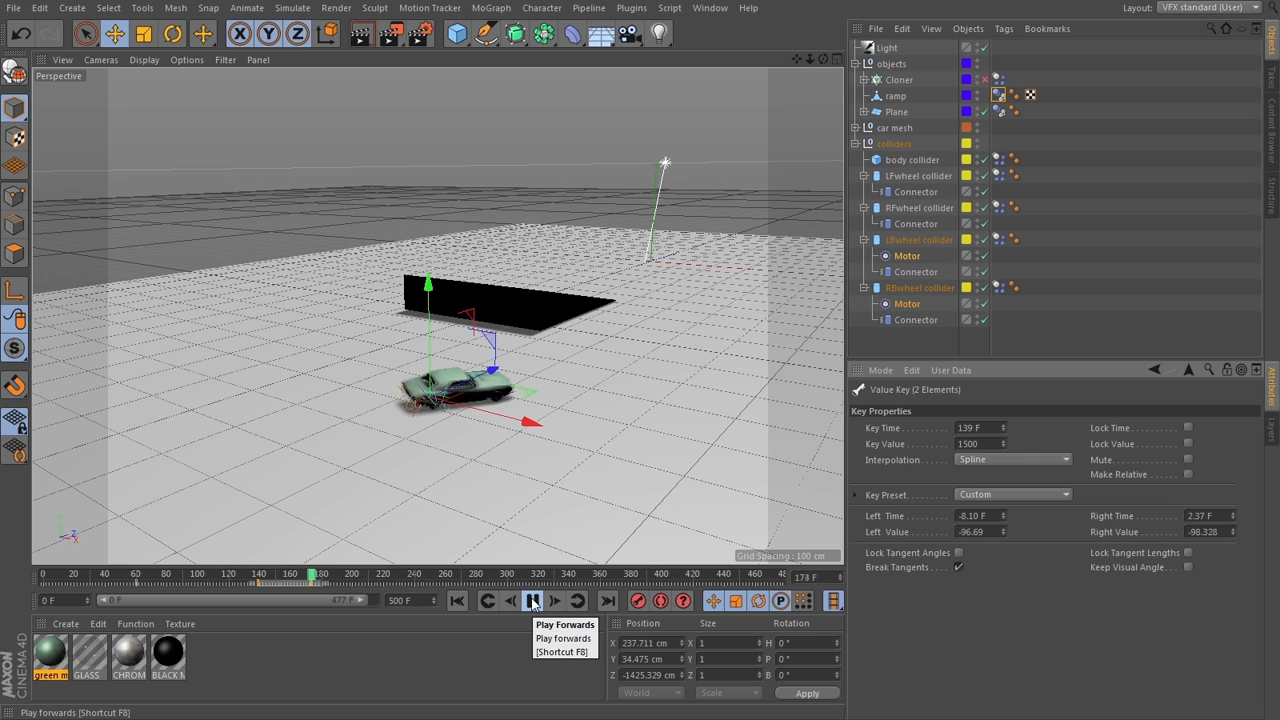 File Edit Create Select Tools Mesh Snap Animate Simulate Render Sculpt Motion Tracker MoGraph Character Pipeline Plugins Script Window Help
Layout: VFX standard (User)
X Y Z
File Edit View Objects Tags Bookmarks
View Cameras Display Options Filter Panel
Perspective
Light
objects
Cloner
ramp
Plane
car mesh
colliders
body collider
LFwheel collider
Connector
RFwheel collider
Connector
LBwheel collider
Motor
Connector
RBwheel collider
Motor
Connector
Objects
Takes
Content Browser
Structure
Mode Edit User Data
Value Key (2 Elements)
Key Properties
Key Time 139 F Lock Time
Key Value 1500 Lock Value
Interpolation Spline Mute
Make Relative
Key Preset Custom
Left Time -8.10 F Right Time 2.37 F
Left Value -96.69 Right Value -98.328
Lock Tangent Angles Lock Tangent Lengths
Break Tangents Keep Visual Angle
Attributes
Layers
Y Z X
Grid Spacing : 100 cm
0 20 40 60 80 100 120 140 160 180 200 220 240 260 280 300 320 340 360 380 400 420 440 460 48
0 F 0 F 477 F 500 F
Play Forwards
Play forwards
[Shortcut F8]
Create Edit Function Texture
green m GLASS CHROM BLACK M
Position Size Rotation
X 237.711 cm X 1 H 0 °
Y 34.475 cm Y 1 P 0 °
Z -1425.329 cm Z 1 B 0 °
World Scale Apply
MAXON
CINEMA 4D
Play forwards [Shortcut F8]